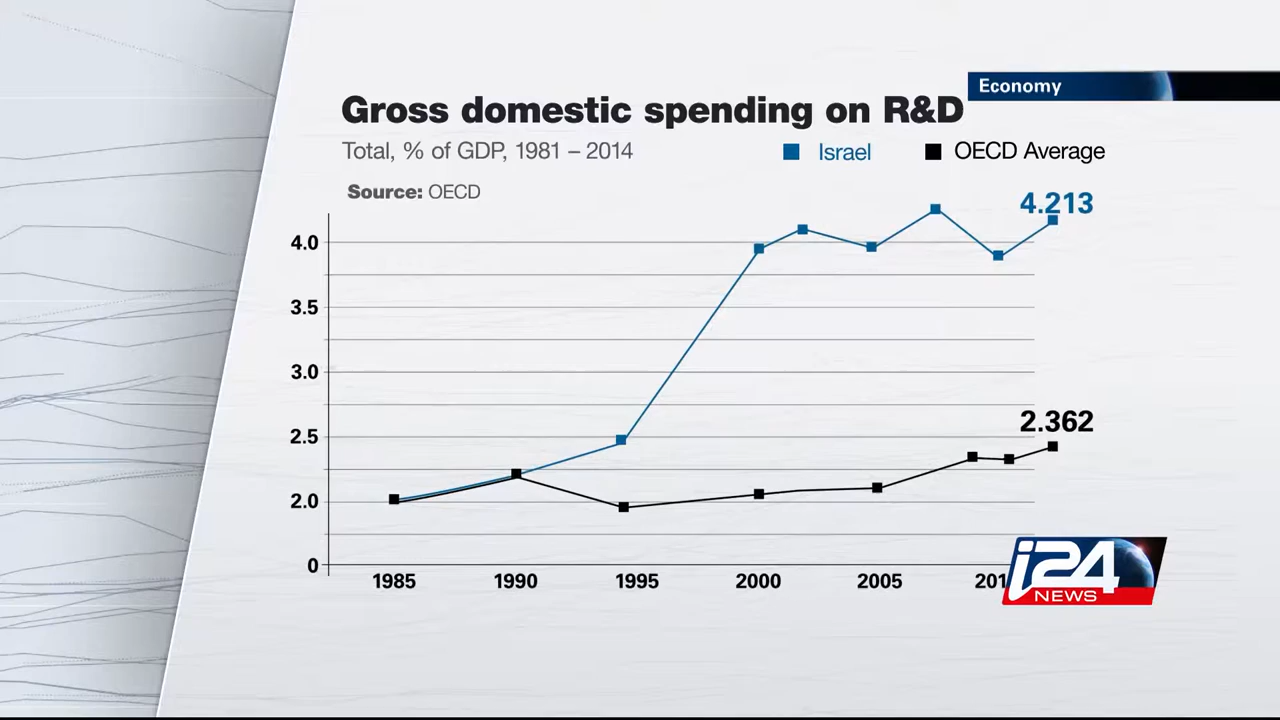 Economy
Gross domestic spending on R&D
Total, % of GDP, 1981 – 2014
Israel
OECD Average
Source: OECD
4.213
4.0
3.5
3.0
2.5
2.362
2.0
0
1985 1990 1995 2000 2005 201
i24
NEWS